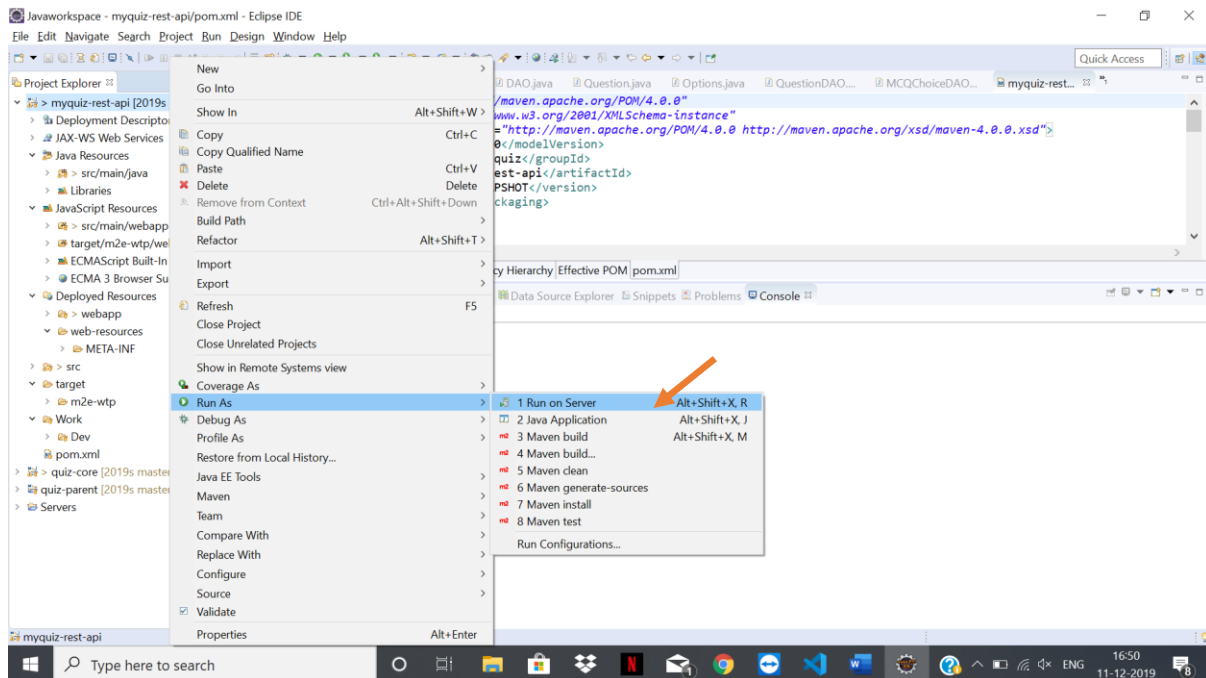 Javaworkspace - myquiz-rest-api/pom.xml - Eclipse IDE
File Edit Navigate Search Project Run Design Window Help
Quick Access
Project Explorer
> myquiz-rest-api [2019s
Deployment Descripto
JAX-WS Web Services
Java Resources
> src/main/java
Libraries
JavaScript Resources
> src/main/webapp
target/m2e-wtp/we
ECMAScript Built-In
ECMA 3 Browser Su
Deployed Resources
> webapp
web-resources
META-INF
> src
target
m2e-wtp
Work
Dev
pom.xml
> quiz-core [2019s master
quiz-parent [2019s master
Servers
New
Go Into
Show In Alt+Shift+W >
Copy Ctrl+C
Copy Qualified Name
Paste Ctrl+V
Delete Delete
Remove from Context Ctrl+Alt+Shift+Down
Build Path
Refactor Alt+Shift+T >
Import
Export
Refresh F5
Close Project
Close Unrelated Projects
Show in Remote Systems view
Coverage As
Run As
Debug As
Profile As
Restore from Local History...
Java EE Tools
Maven
Team
Compare With
Replace With
Configure
Source
Validate
Properties Alt+Enter
1 Run on Server Alt+Shift+X, R
2 Java Application Alt+Shift+X, J
3 Maven build Alt+Shift+X, M
4 Maven build...
5 Maven clean
6 Maven generate-sources
7 Maven install
8 Maven test
Run Configurations...
DAO.java Question.java Options.java QuestionDAO.... MCQChoiceDAO... myquiz-rest...
/maven.apache.org/POM/4.0.0"
www.w3.org/2001/XMLSchema-instance"
="http://maven.apache.org/POM/4.0.0 http://maven.apache.org/xsd/maven-4.0.0.xsd">
0</modelVersion>
quiz</groupId>
est-api</artifactId>
PSHOT</version>
ckaging>
cy Hierarchy Effective POM pom.xml
Data Source Explorer Snippets Problems Console
myquiz-rest-api
Type here to search
ENG
16:50
11-12-2019
8